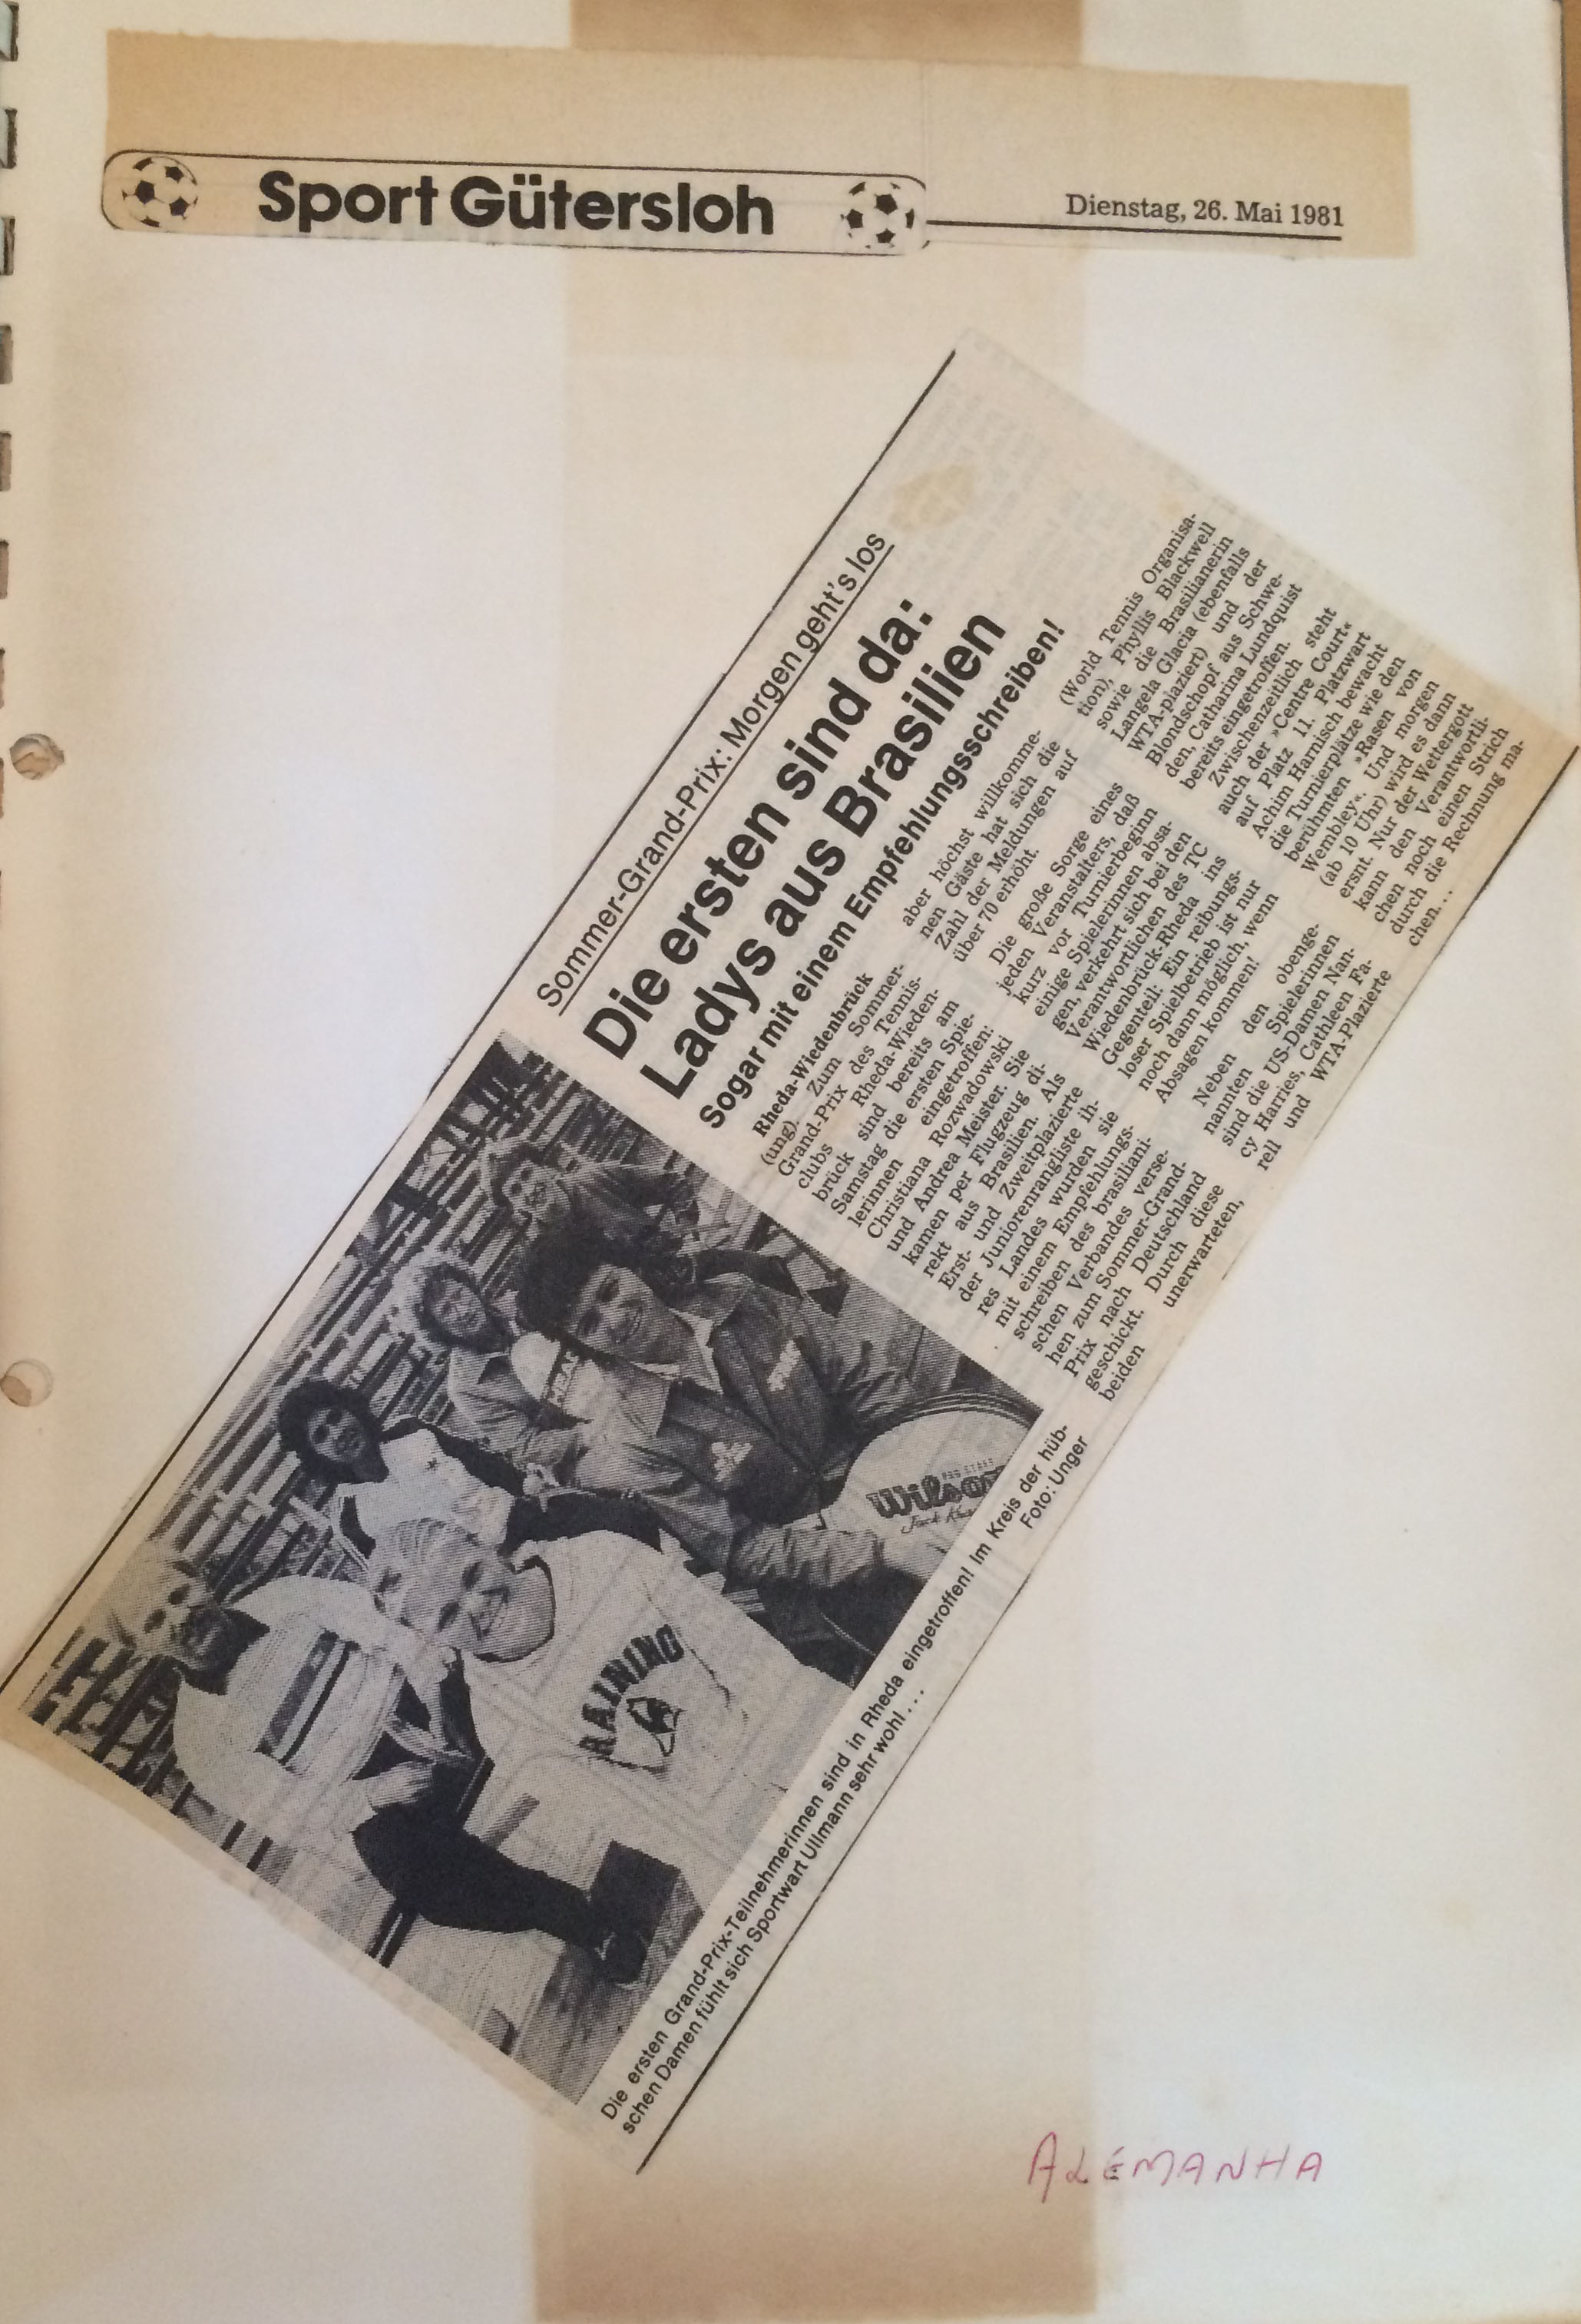 Sport Gütersloh
Dienstag, 26. Mai 1981
Sommer-Grand-Prix: Morgen geht's los
Die ersten sind da:
Ladys aus Brasilien
Sogar mit einem Empfehlungsschreiben!
Rheda-Wiedenbrück
(ung). Zum Sommer-
Grand-Prix des Tennis-
clubs Rheda-Wieden-
brück sind bereits am
Samstag die ersten Spie-
lerinnen eingetroffen:
Christiana Rozwadowski
und Andrea Meister. Sie
kamen per Flugzeug di-
rekt aus Brasilien. Als
Erst- und Zweitplazierte
der Juniorenrangliste ih-
res Landes wurden sie
mit einem Empfehlungs-
schreiben des brasiliani-
schen Verbandes verse-
hen zum Sommer-Grand-
Prix nach Deutschland
geschickt. Durch diese
beiden unerwarteten,
aber höchst willkomme-
nen Gäste hat sich die
Zahl der Meldungen auf
über 70 erhöht.
Die große Sorge eines
jeden Veranstalters, daß
kurz vor Turnierbeginn
einige Spielerinnen absa-
gen, verkehrt sich bei den
Verantwortlichen des TC
Wiedenbrück-Rheda ins
Gegenteil: Ein reibungs-
loser Spielbetrieb ist nur
noch dann möglich, wenn
Absagen kommen!
Neben den obenge-
nannten Spielerinnen
sind die US-Damen Nan-
cy Harries, Cathleen Fa-
rell und WTA-Plazierte
(World Tennis Organisa-
tion), Phyllis Blackwell
sowie die Brasilianerin
Langela Glacia (ebenfalls
WTA-plaziert) und der
Blondschopf aus Schwe-
den, Catharina Lundquist
bereits eingetroffen.
Zwischenzeitlich steht
auch der »Centre Court«
auf Platz 11. Platzwart
Achim Harnisch bewacht
die Turnierplätze wie den
berühmten »Rasen von
Wembley«. Und morgen
(ab 10 Uhr) wird es dann
ersnt. Nur der Wettergott
kann den Verantwortli-
chen noch einen Strich
durch die Rechnung ma-
chen...
HEAD
Wilson
PRO STAFF
RAINING
Die ersten Grand-Prix-Teilnehmerinnen sind in Rheda eingetroffen! Im Kreis der hüb-
schen Damen fühlt sich Sportwart Ullmann sehr wohl... Foto: Unger
ALEMANHA